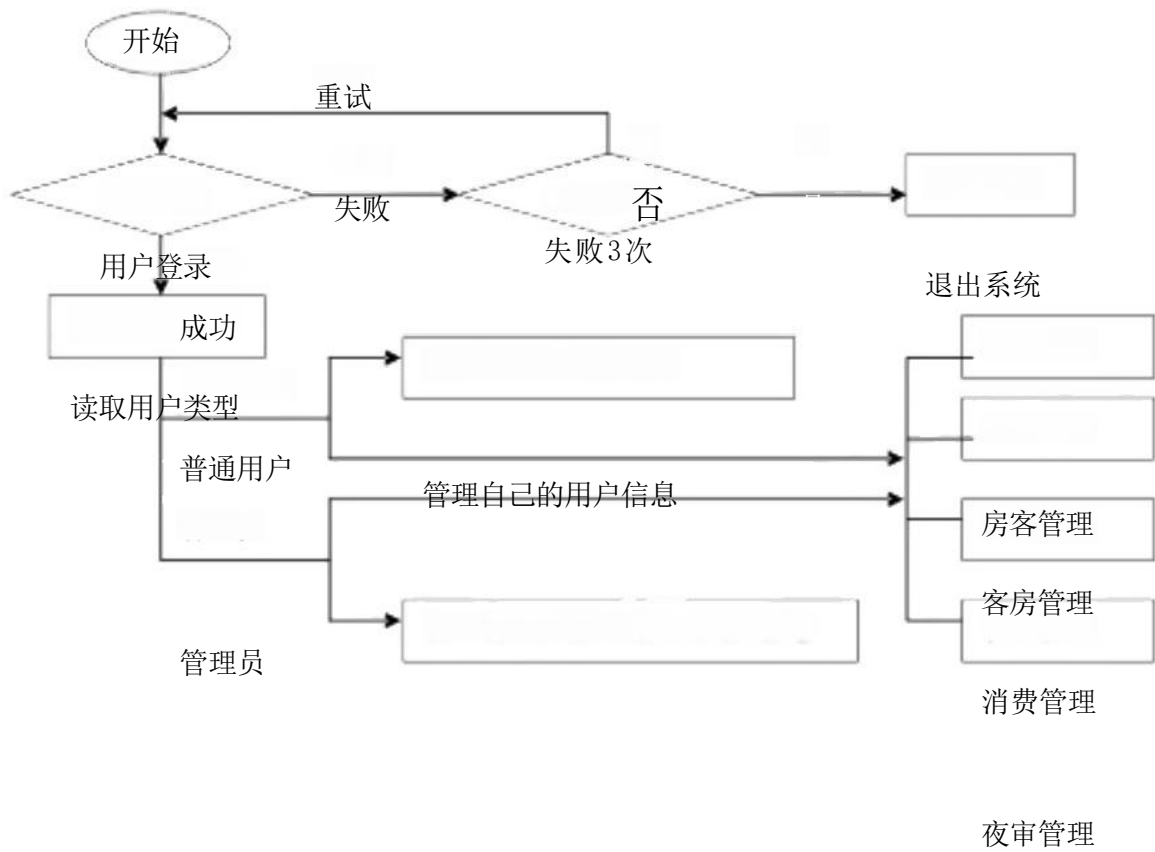 开始
重试
失败
否
失败3次
用户登录
退出系统
成功
读取用户类型
普通用户
管理自己的用户信息
房客管理
客房管理
管理员
消费管理
夜审管理